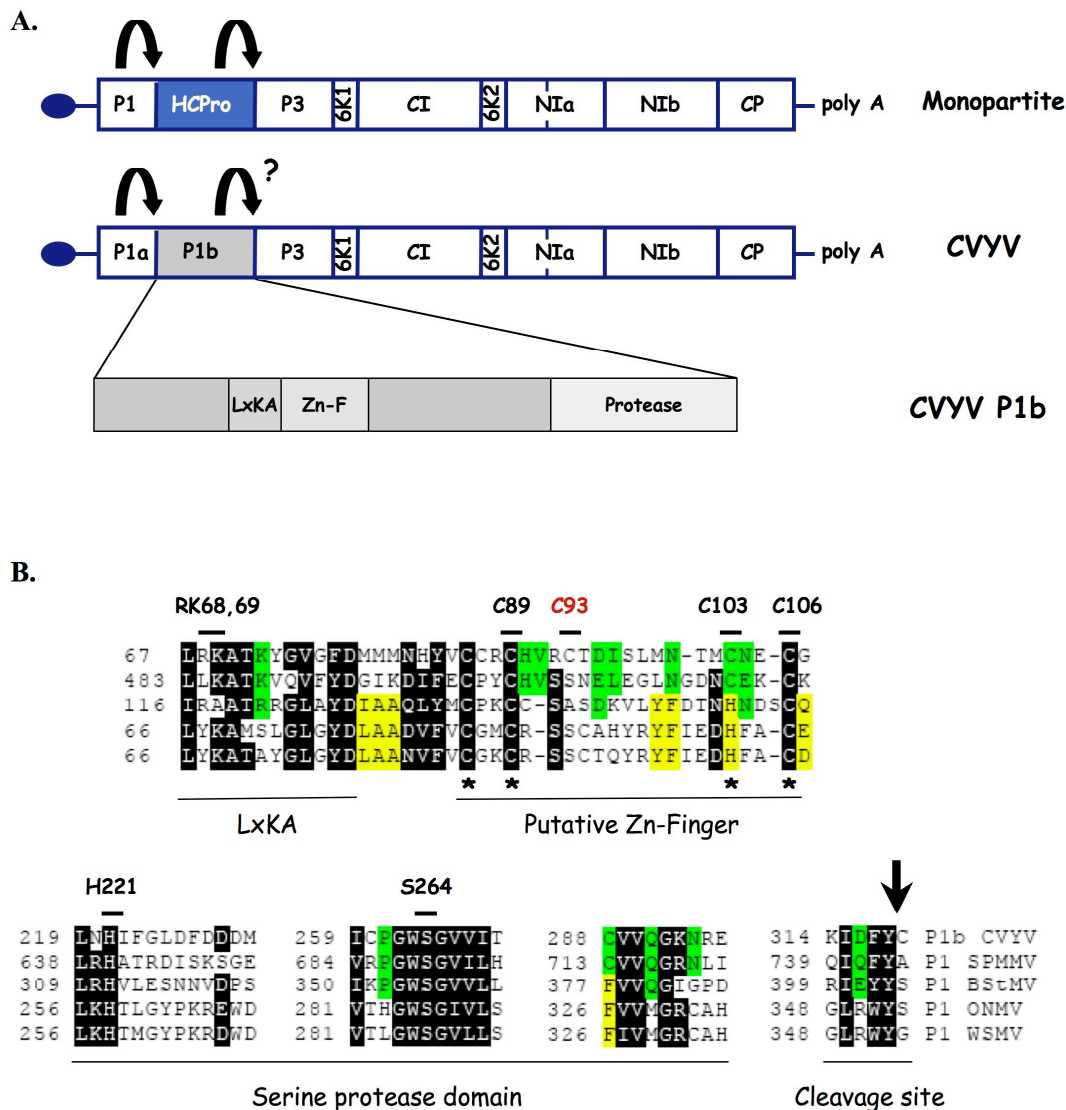 A.
P1 HCPro P3 6K1 CI 6K2 NIa NIb CP poly A Monopartite
?
P1a P1b P3 6K1 CI 6K2 NIa NIb CP poly A CVYV
LxKA Zn-F Protease CVYV P1b
B.
RK68,69 C89 C93 C103 C106
67 LRKATKYGVGFDMMMNHYVCCRCHVRCTDISLMN-TMCNE-CG
483 LLKATKVQVFYDGIKDIFECPYCHVSSNELEGLNGDNCEK-CK
116 IRAATRRGLAYDIAAQLYMCPKCC-SASDKVLYFDTNHNDSCQ
66 LYKAMSLGLGYDLAADVFVCGMCR-SSCAHYRYFIEDHFA-CE
66 LYKATAYGLGYDLAANVFVCGKCR-SSCTQYRYFIEDHFA-CD
* * * *
LxKA Putative Zn-Finger
H221 S264
219 LNHIFGLDFDDDM 259 ICPGWSGVVIT 288 CVVQGKNRE 314 KIDFYC P1b CVYV
638 LRHATRDISKSGE 684 VRPGWSGVILH 713 CVVQGRNLI 739 QIQFYA P1 SPMMV
309 LRHVLESNNVDPS 350 IKPGWSGVVLL 377 FVVQGIGPD 399 RIEYYS P1 BStMV
256 LKHTLGYPKREWD 281 VTHGWSGIVLS 326 FVVMGRCAH 348 GLRWYS P1 ONMV
256 LKHTMGYPKRDWD 281 VTLGWSGVLLS 326 FIVMGRCAH 348 GLRWYG P1 WSMV
Serine protease domain Cleavage site